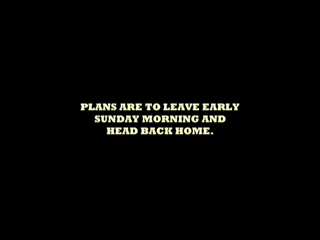 PLANS ARE TO LEAVE EARLY
SUNDAY MORNING AND
HEAD BACK HOME.